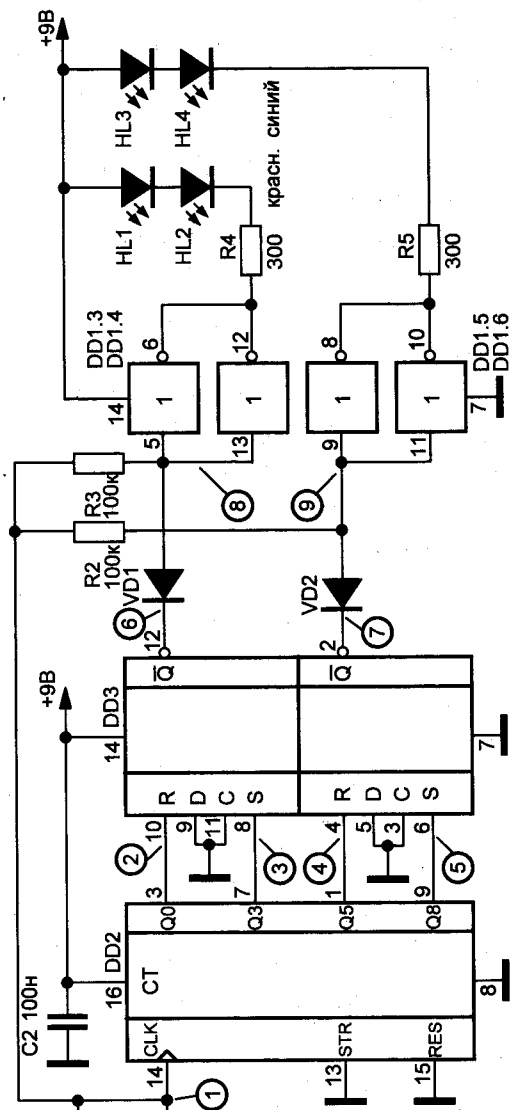 +9В
HL3
HL4
HL1
HL2
красн.
синий
R4
300
R5
300
DD1.3
DD1.4
14
6
12
8
10
1
1
1
1
5
13
9
11
7
DD1.5
DD1.6
R3
100к
R2
100к
8
9
VD1
6
VD2
7
12
2
+9В
14
DD3
Q
Q
7
R
D
C
S
R
D
C
S
10
9
11
8
4
5
3
6
2
3
4
5
3
7
1
9
C2 100н
16
DD2
CT
Q0
Q3
Q5
Q8
8
CLK
STR
RES
14
13
15
1